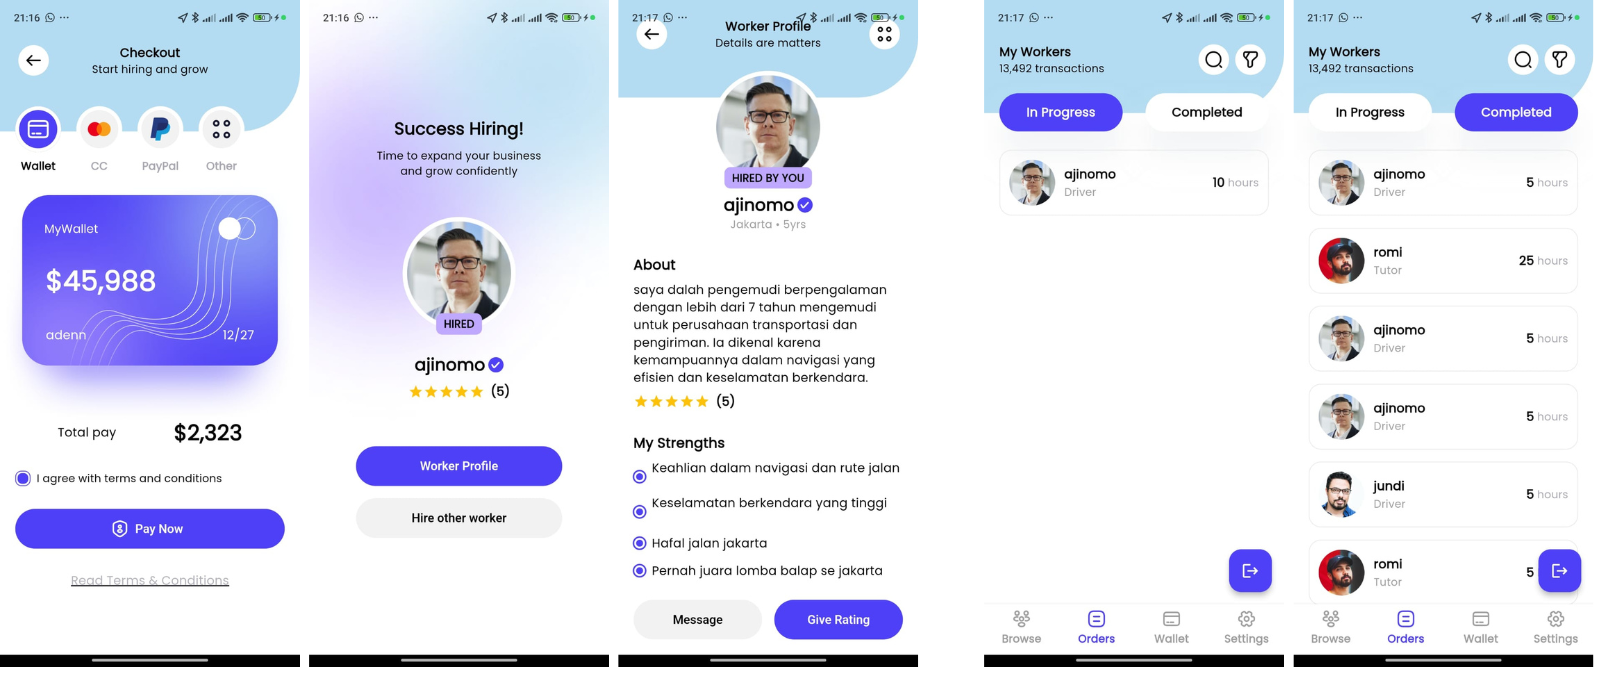 21:16
Checkout
Start hiring and grow
Wallet
CC
PayPal
Other
MyWallet
$45,988
adenn
12/27
Total pay
$2,323
I agree with terms and conditions
Pay Now
Read Terms & Conditions
21:16
Success Hiring!
Time to expand your business
and grow confidently
HIRED
ajinomo
(5)
Worker Profile
Hire other worker
21:17
Worker Profile
Details are matters
HIRED BY YOU
ajinomo
Jakarta • 5yrs
About
saya dalah pengemudi berpengalaman
dengan lebih dari 7 tahun mengemudi
untuk perusahaan transportasi dan
pengiriman. Ia dikenal karena
kemampuannya dalam navigasi yang
efisien dan keselamatan berkendara.
(5)
My Strengths
Keahlian dalam navigasi dan rute jalan
Keselamatan berkendara yang tinggi
Hafal jalan jakarta
Pernah juara lomba balap se jakarta
Message
Give Rating
21:17
My Workers
13,492 transactions
In Progress
Completed
ajinomo
Driver
10 hours
Browse
Orders
Wallet
Settings
21:17
My Workers
13,492 transactions
In Progress
Completed
ajinomo
Driver
5 hours
romi
Tutor
25 hours
ajinomo
Driver
5 hours
ajinomo
Driver
5 hours
jundi
Driver
5 hours
romi
Tutor
5
Browse
Orders
Wallet
Settings